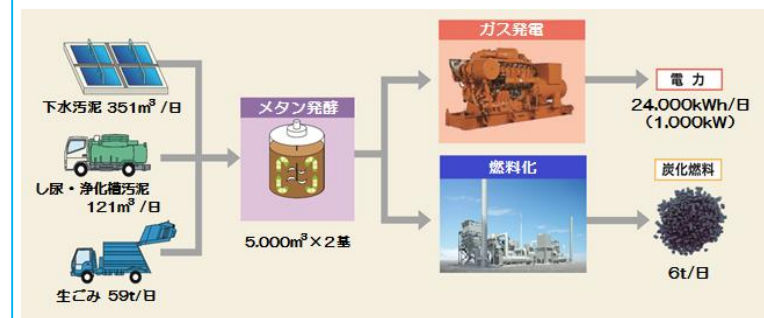 下水汚泥 351m³/日
し尿・浄化槽汚泥
121m³/日
生ごみ 59t/日
メタン発酵
5.000m³×2基
ガス発電
燃料化
電力
24.000kWh/日
(1.000kW)
炭化燃料
6t/日